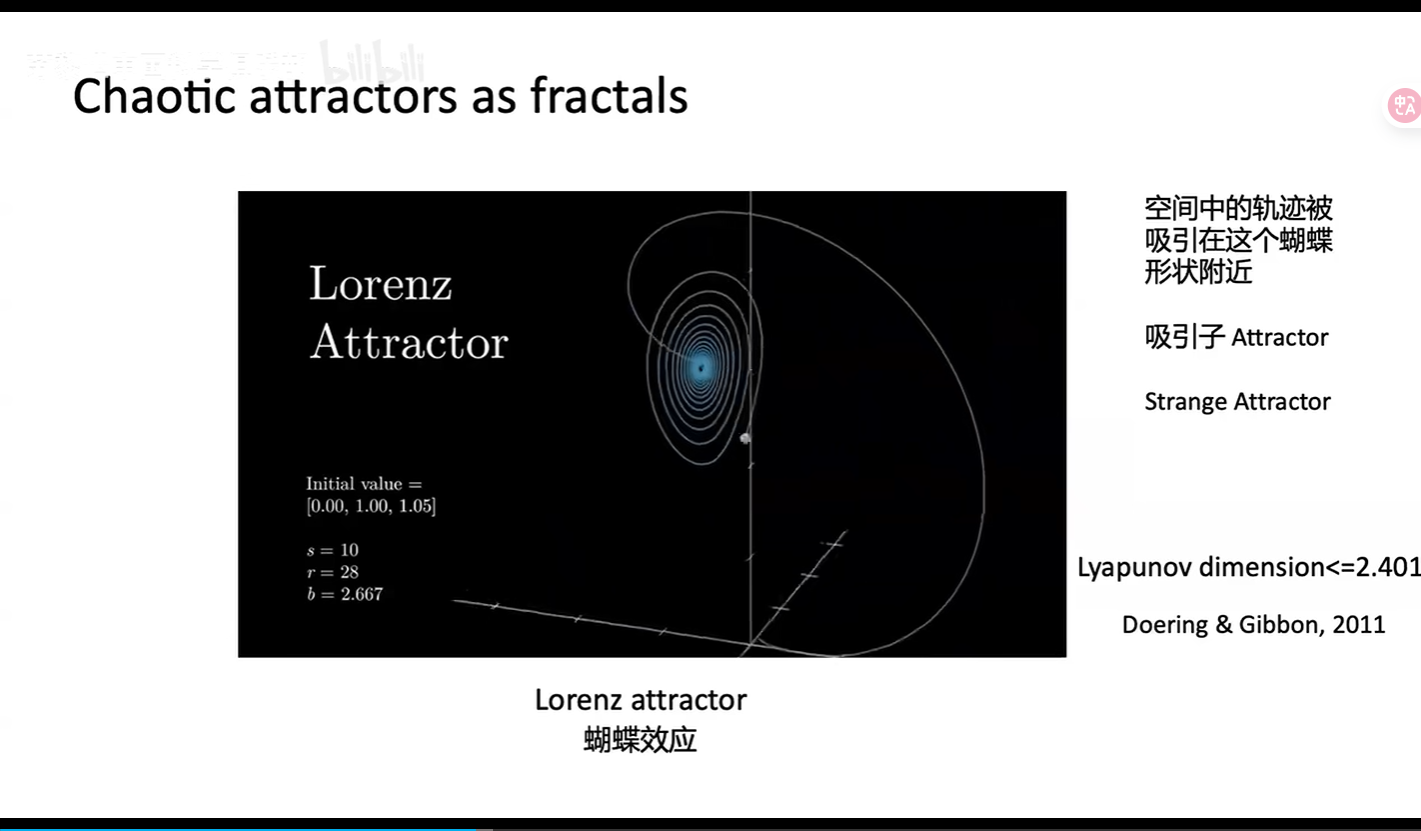 bilibili
Chaotic attractors as fractals
Lorenz
Attractor
Initial value =
[0.00, 1.00, 1.05]
s = 10
r = 28
b = 2.667
空间中的轨迹被
吸引在这个蝴蝶
形状附近
吸引子 Attractor
Strange Attractor
Lyapunov dimension<=2.401
Doering & Gibbon, 2011
Lorenz attractor
蝴蝶效应